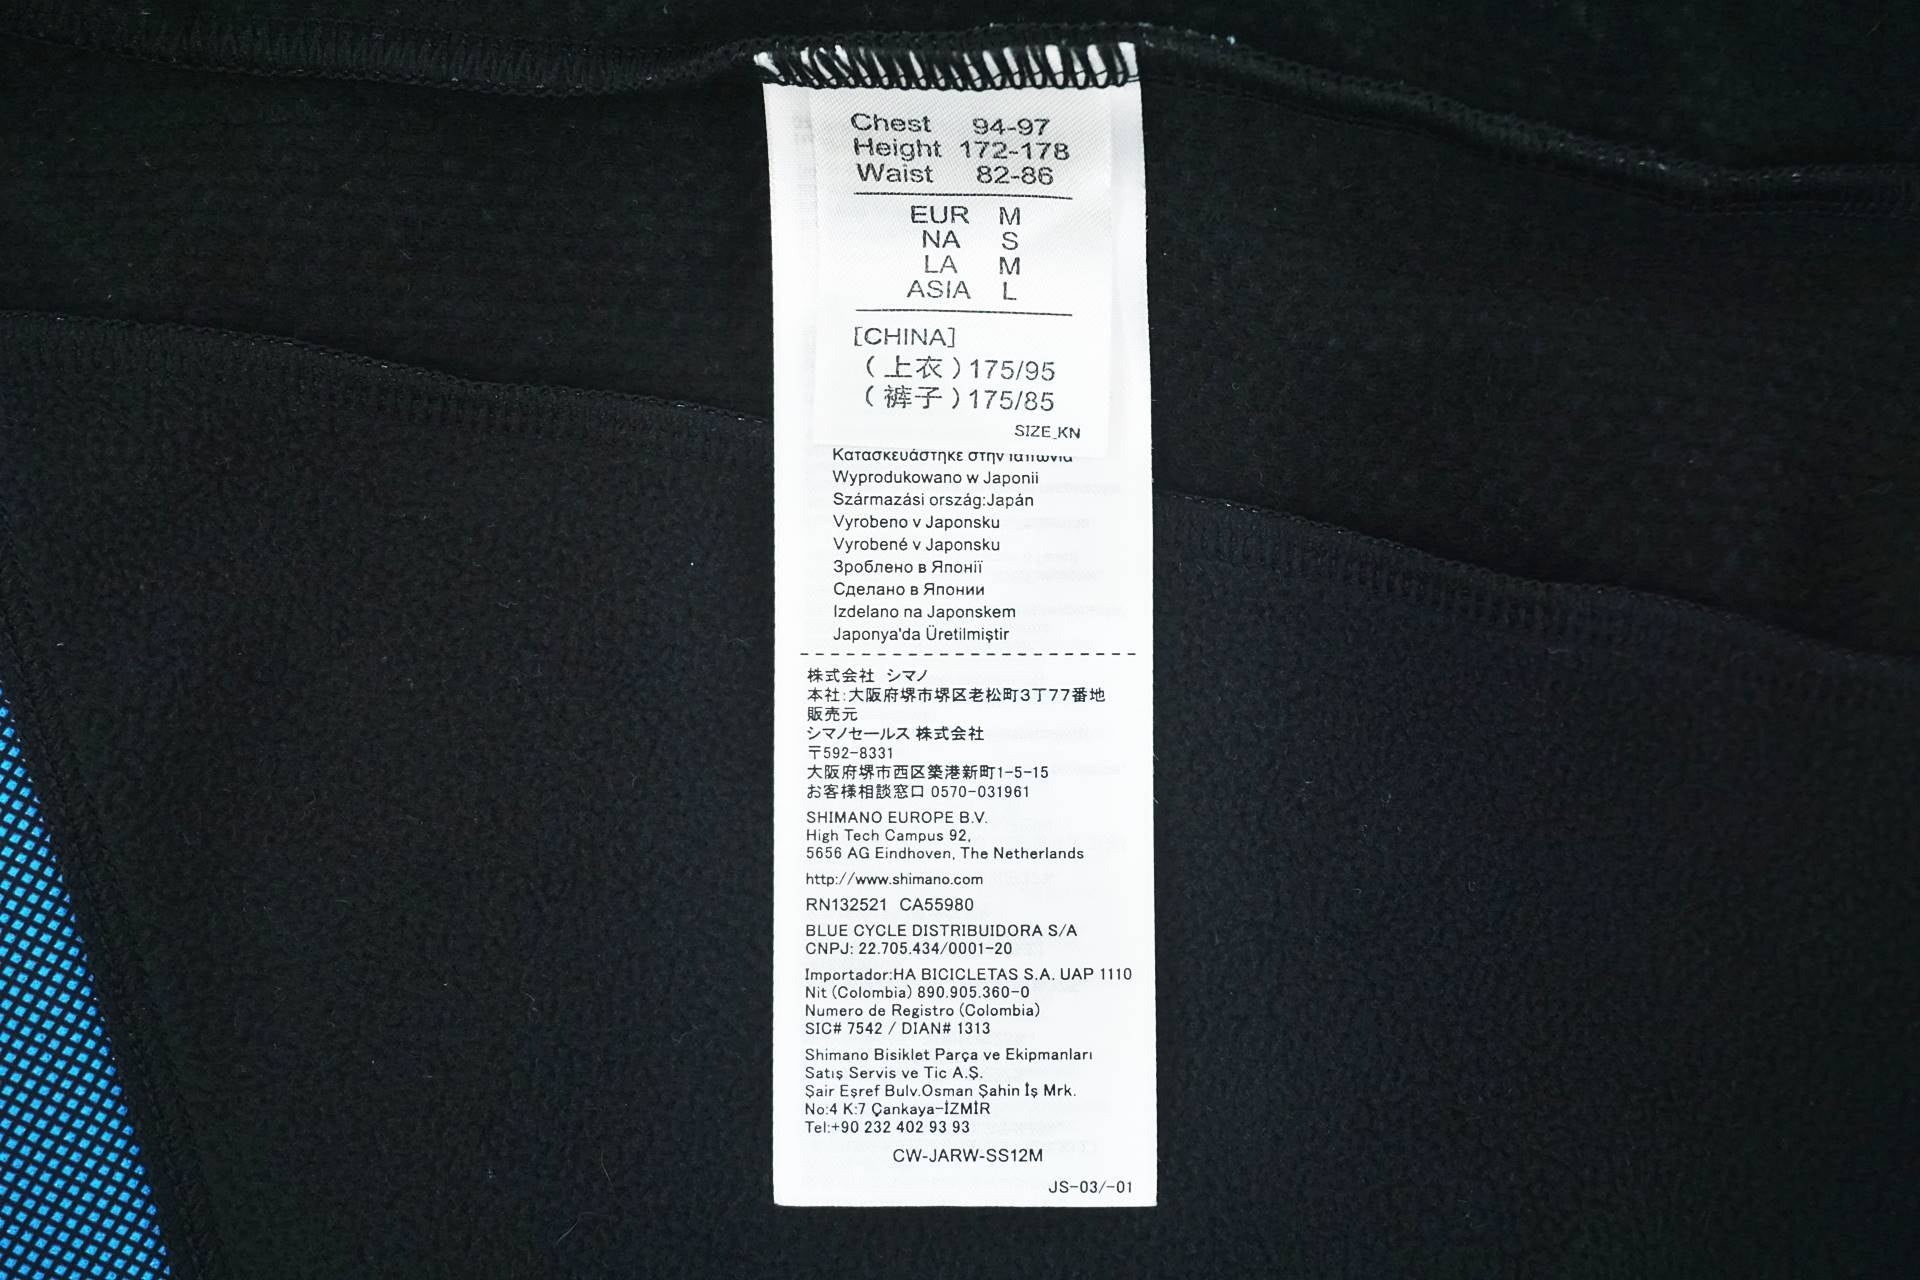 Chest 94-97
Height 172-178
Waist 82-86
EUR M
NA S
LA M
ASIA L
[CHINA]
(上衣)175/95
(裤子)175/85
SIZE_KN
Κατασκευάστηκε στην Ιαπωνία
Wyprodukowano w Japonii
Származási ország:Japán
Vyrobeno v Japonsku
Vyrobené v Japonsku
Зроблено в Японії
Сделано в Японии
Izdelano na Japonskem
Japonya'da Üretilmiştir
株式会社 シマノ
本社:大阪府堺市堺区老松町3丁77番地
販売元
シマノセールス 株式会社
〒592-8331
大阪府堺市西区築港新町1-5-15
お客様相談窓口 0570-031961
SHIMANO EUROPE B.V.
High Tech Campus 92,
5656 AG Eindhoven, The Netherlands
http://www.shimano.com
RN132521 CA55980
BLUE CYCLE DISTRIBUIDORA S/A
CNPJ: 22.705.434/0001-20
Importador:HA BICICLETAS S.A. UAP 1110
Nit (Colombia) 890.905.360-0
Numero de Registro (Colombia)
SIC# 7542 / DIAN# 1313
Shimano Bisiklet Parça ve Ekipmanları
Satış Servis ve Tic A.Ş.
Şair Eşref Bulv.Osman Şahin İş Mrk.
No:4 K:7 Çankaya-İZMİR
Tel:+90 232 402 93 93
CW-JARW-SS12M
JS-03/-01